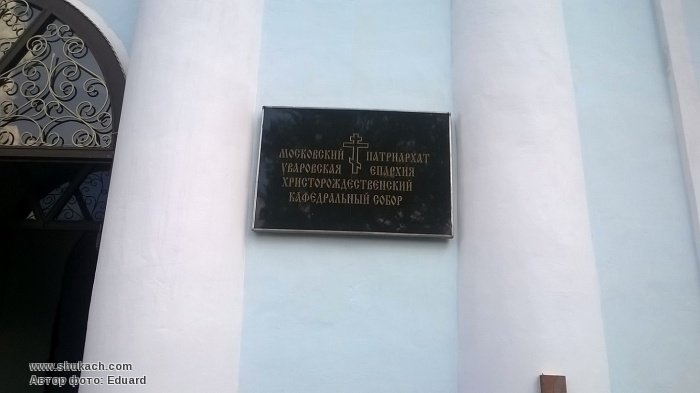 МОСКОВСКИЙ ПАТРИАРХАТ
УВАРОВСКАЯ ЕПАРХИЯ
ХРИСТОРОЖДЕСТВЕНСКИЙ
КАФЕДРАЛЬНЫЙ СОБОР
www.shukach.com
Автор фото: Eduard